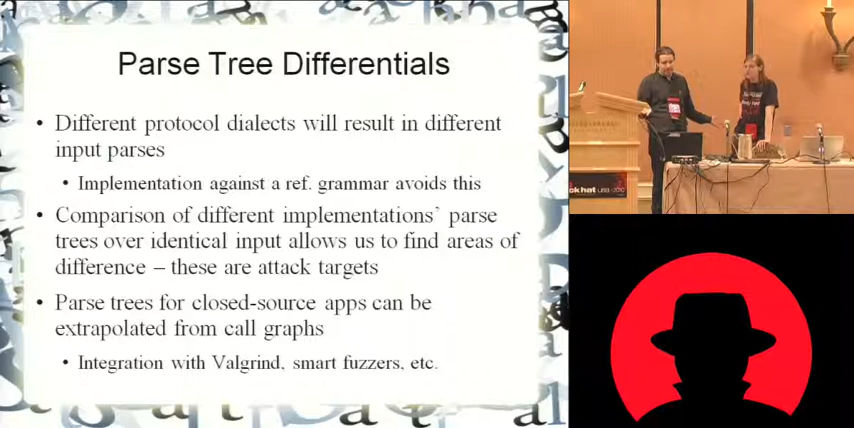 Parse Tree Differentials
• Different protocol dialects will result in different
input parses
• Implementation against a ref. grammar avoids this
• Comparison of different implementations' parse
trees over identical input allows us to find areas of
difference – these are attack targets
• Parse trees for closed-source apps can be
extrapolated from call graphs
• Integration with Valgrind, smart fuzzers, etc.
hat USA